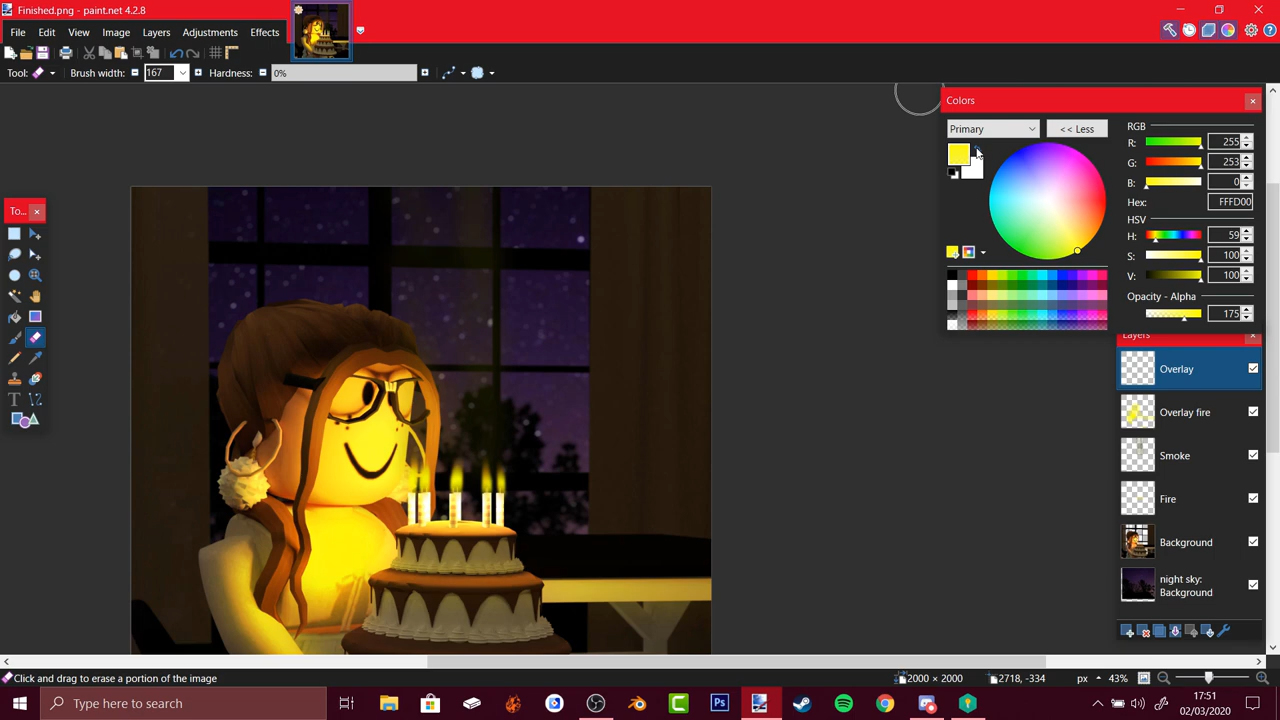 Finished.png - paint.net 4.2.8
File Edit View Image Layers Adjustments Effects
Tool: Brush width: 167 Hardness: 0%
Colors
Primary << Less
RGB
R: 255
G: 253
B: 0
Hex: FFFD00
HSV
H: 59
S: 100
V: 100
Opacity - Alpha
175
To...
Layers
Overlay
Overlay fire
Smoke
Fire
Background
night sky:
Background
Click and drag to erase a portion of the image
2000 × 2000 2718, -334 px 43%
Type here to search
Ps
17:51
02/03/2020